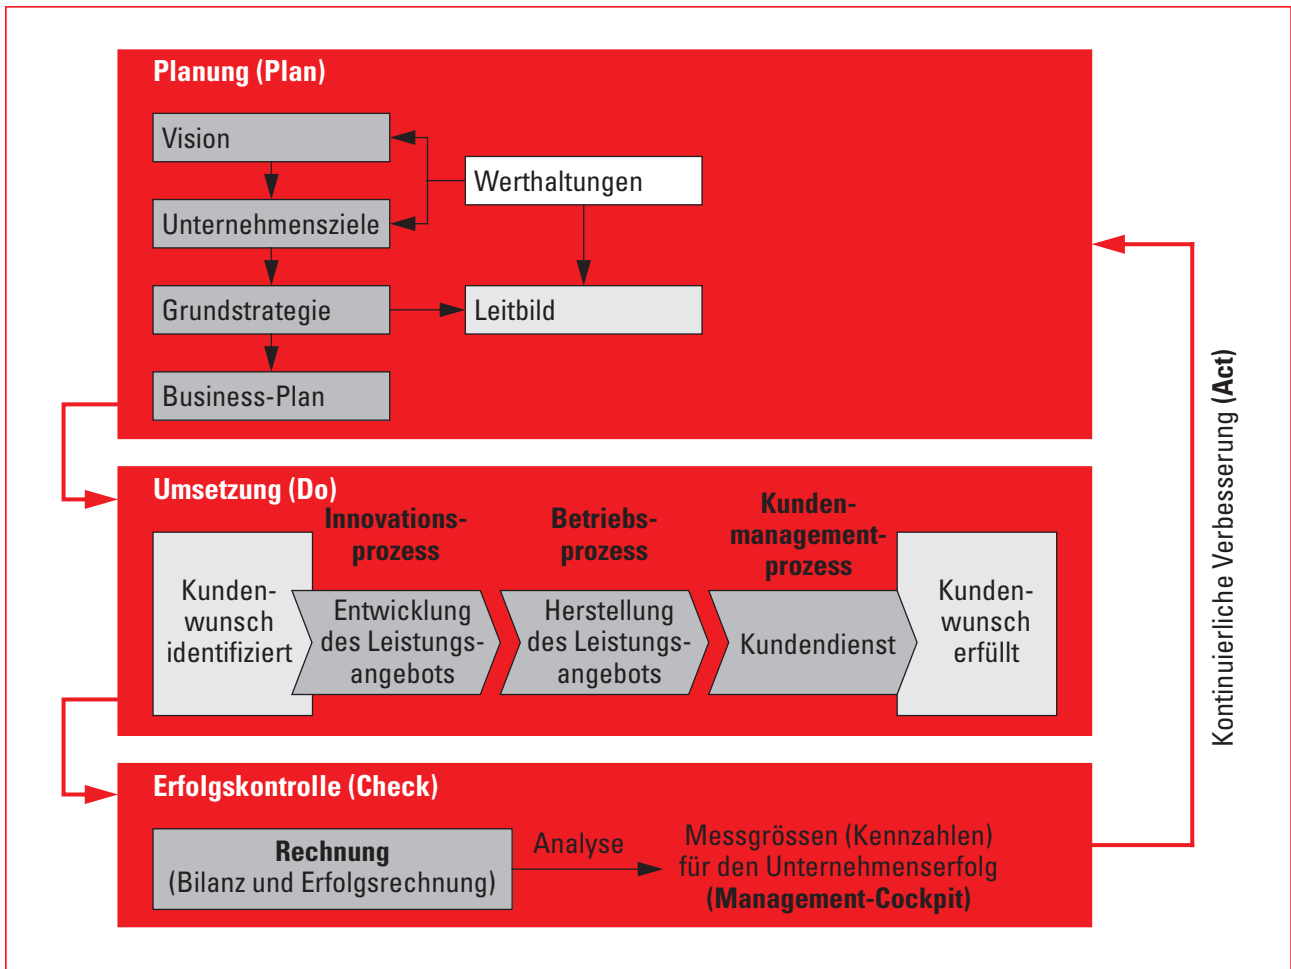 Planung (Plan)
Vision
Werthaltungen
Unternehmensziele
Grundstrategie
Leitbild
Business-Plan
Umsetzung (Do)
Kunden-
wunsch
identifiziert
Innovations-
prozess
Entwicklung
des Leistungs-
angebots
Betriebs-
prozess
Herstellung
des Leistungs-
angebots
Kunden-
management-
prozess
Kundendienst
Kunden-
wunsch
erfüllt
Erfolgskontrolle (Check)
Rechnung
(Bilanz und Erfolgsrechnung)
Analyse
Messgrössen (Kennzahlen)
für den Unternehmenserfolg
(Management-Cockpit)
Kontinuierliche Verbesserung (Act)